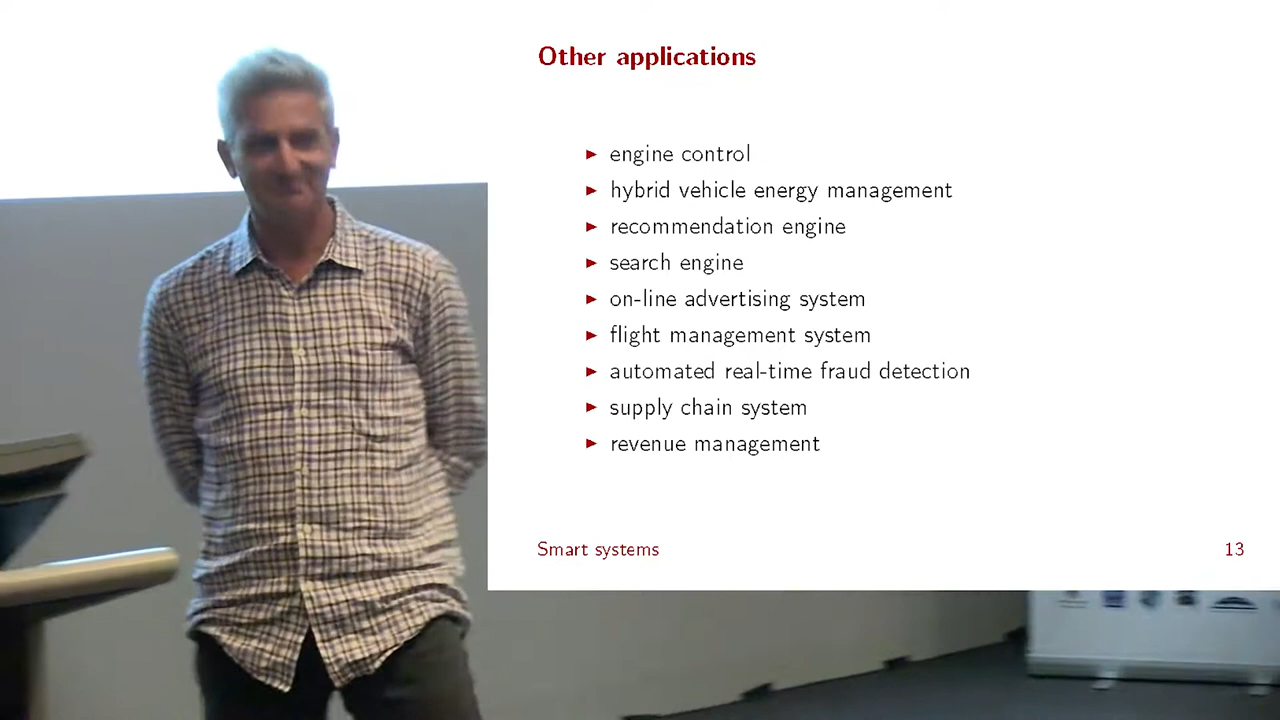 Other applications
▶ engine control
▶ hybrid vehicle energy management
▶ recommendation engine
▶ search engine
▶ on-line advertising system
▶ flight management system
▶ automated real-time fraud detection
▶ supply chain system
▶ revenue management
Smart systems 13